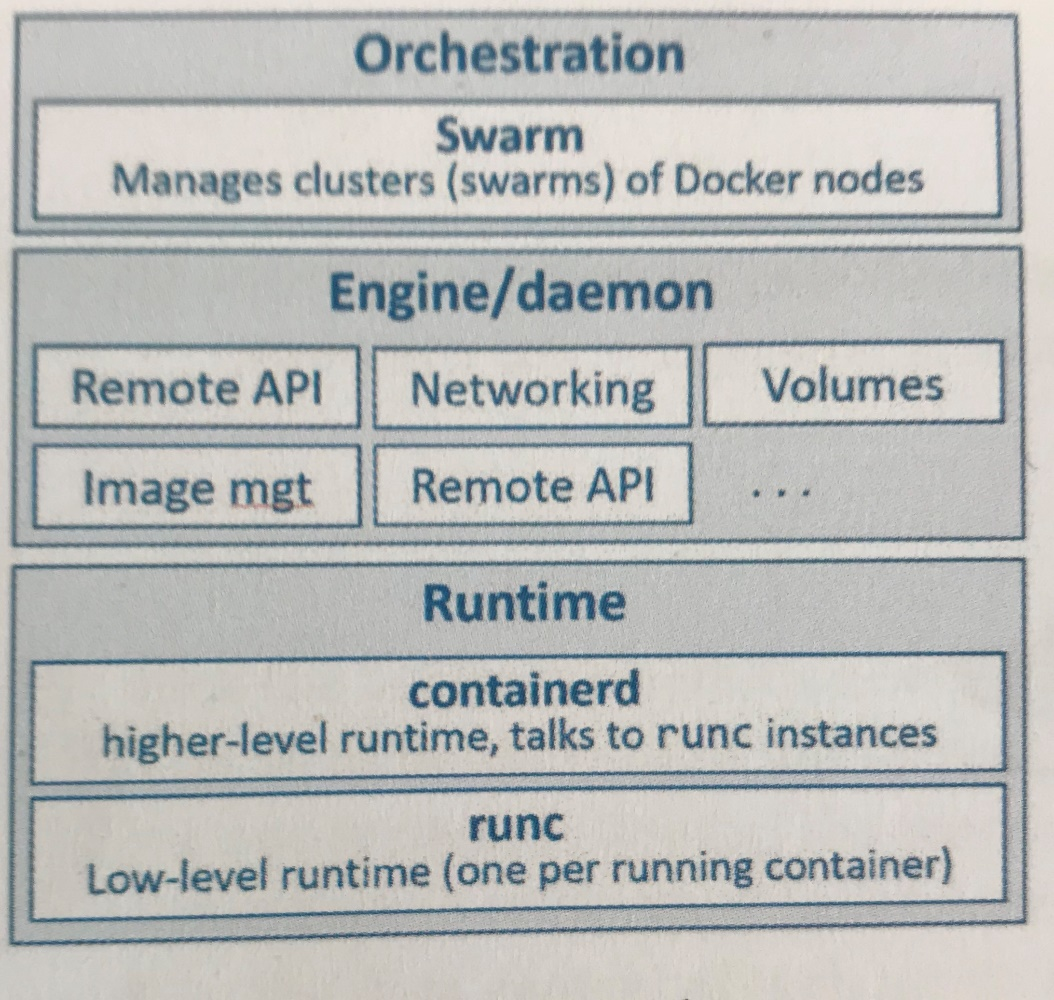 Orchestration
Swarm
Manages clusters (swarms) of Docker nodes
Engine/daemon
Remote API
Networking
Volumes
Image mgt
Remote API
...
Runtime
containerd
higher-level runtime, talks to runc instances
runc
Low-level runtime (one per running container)